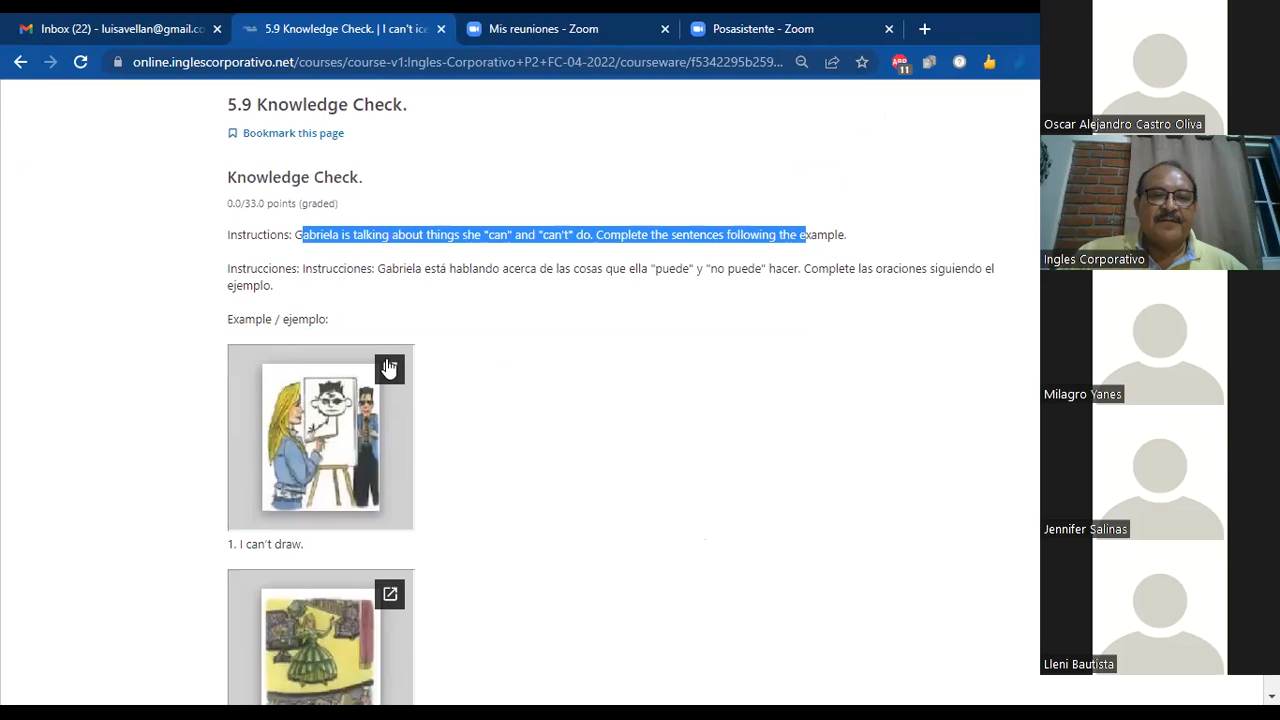 Inbox (22) - luisavellan@gmail.co
5.9 Knowledge Check. | I can't ice
Mis reuniones - Zoom
Posasistente - Zoom
online.inglescorporativo.net/courses/course-v1:Ingles-Corporativo+P2+FC-04-2022/courseware/f5342295b259...
11
5.9 Knowledge Check.
Bookmark this page
Knowledge Check.
0.0/33.0 points (graded)
Instructions: Gabriela is talking about things she "can" and "can't" do. Complete the sentences following the example.
Instrucciones: Instrucciones: Gabriela está hablando acerca de las cosas que ella "puede" y "no puede" hacer. Complete las oraciones siguiendo el
ejemplo.
Example / ejemplo:
1. I can't draw.
Oscar Alejandro Castro Oliva
Ingles Corporativo
Milagro Yanes
Jennifer Salinas
Lleni Bautista